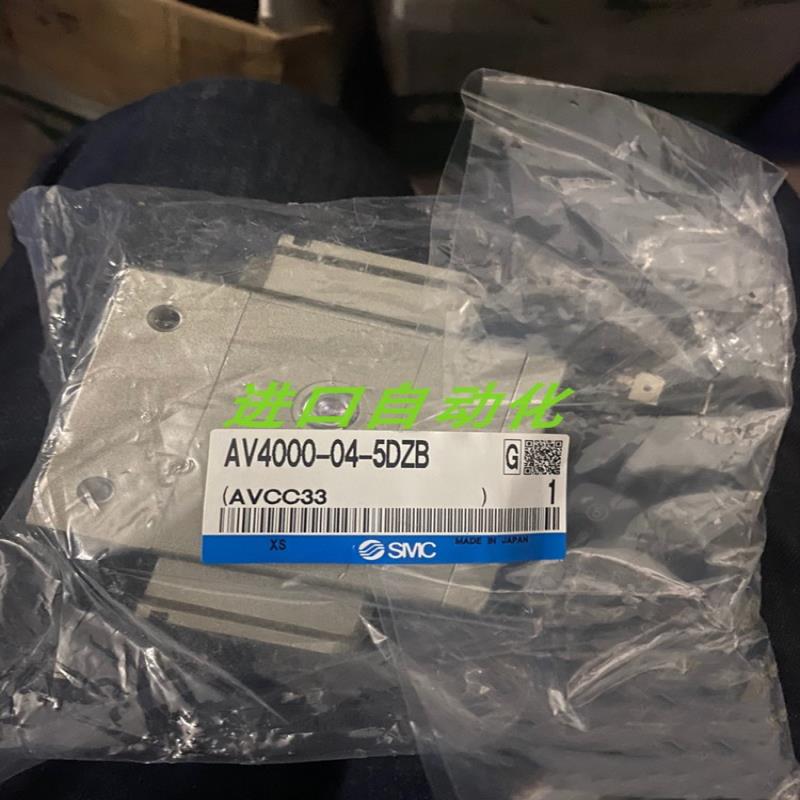 进口自动化
AV4000-04-5DZB G
(AVCC33 ) 1
XS SMC MADE IN JAPAN